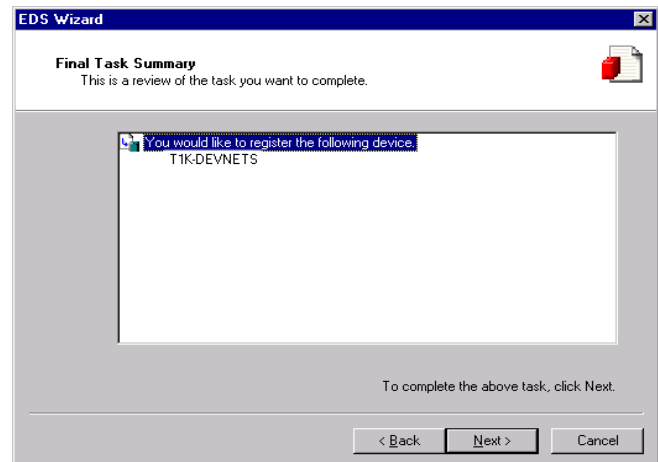 EDS Wizard
Final Task Summary
This is a review of the task you want to complete.
You would like to register the following device.
T1K-DEVNETS
To complete the above task, click Next.
< Back
Next >
Cancel